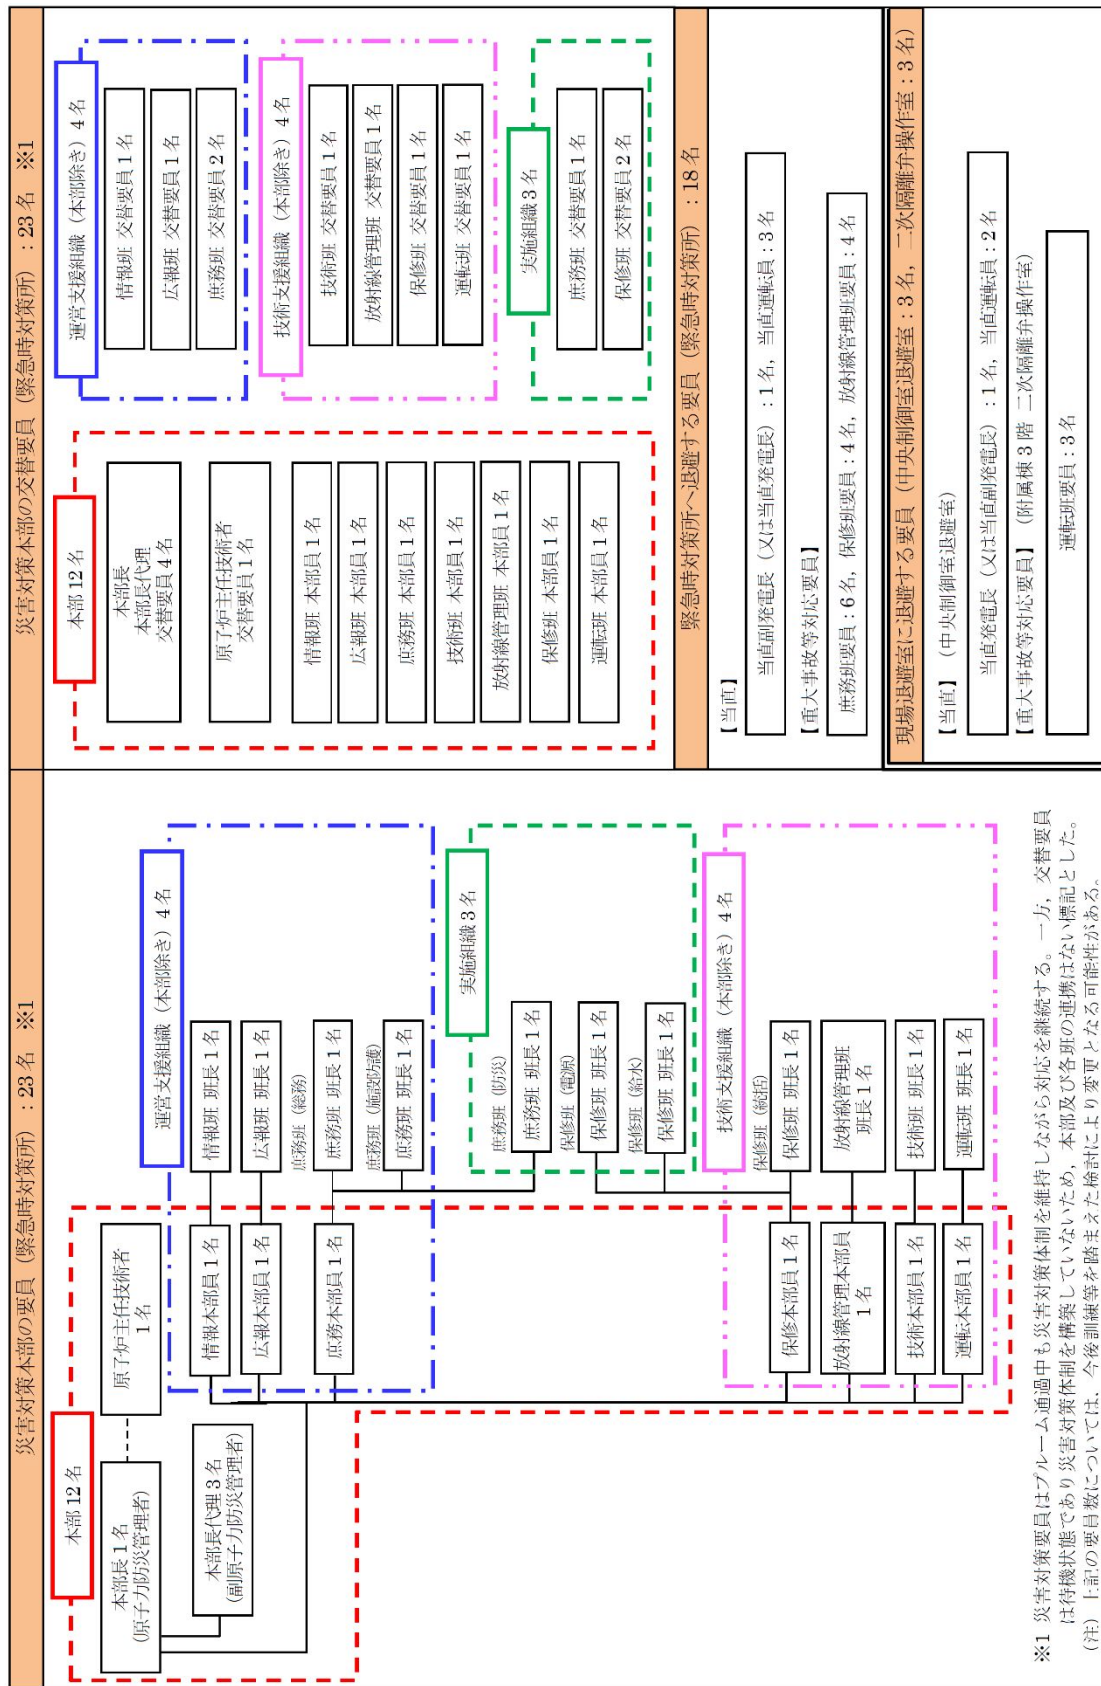 災害対策本部の要員（緊急時対策所）：23名　※1
本部12名
本部長1名
(原子力防災管理者)
原子炉主任技術者
1名
本部長代理3名
(副原子力防災管理者)
運営支援組織（本部除き）4名
情報本部員1名
情報班 班長1名
広報本部員1名
広報班 班長1名
庶務班（総務）
庶務本部員1名
庶務班 班長1名
庶務班（施設防護）
庶務班 班長1名
実施組織3名
庶務班（防災）
庶務班 班長1名
保修班（電源）
保修班 班長1名
保修班（給水）
保修班 班長1名
技術支援組織（本部除き）4名
保修班（統括）
保修本部員1名
保修班 班長1名
放射線管理本部員
1名
放射線管理班
班長1名
技術本部員1名
技術班 班長1名
運転本部員1名
運転班 班長1名
※1 災害対策要員はプルーム通過中も災害対策体制を維持しながら対応を継続する。一方，交替要員
は待機状態であり災害対策体制を構築していないため，本部及び各班の連携はない標記とした。
（注）上記の要員数については，今後訓練等を踏まえた検討により変更となる可能性がある。
災害対策本部の交替要員（緊急時対策所）：23名　※1
本部12名
本部長
本部長代理
交替要員4名
原子炉主任技術者
交替要員1名
情報班 本部員1名
広報班 本部員1名
庶務班 本部員1名
技術班 本部員1名
放射線管理班 本部員1名
保修班 本部員1名
運転班 本部員1名
運営支援組織（本部除き）4名
情報班 交替要員1名
広報班 交替要員1名
庶務班 交替要員2名
技術支援組織（本部除き）4名
技術班 交替要員1名
放射線管理班 交替要員1名
保修班 交替要員1名
運転班 交替要員1名
実施組織3名
庶務班 交替要員1名
保修班 交替要員2名
緊急時対策所へ退避する要員（緊急時対策所）：18名
【当直】
当直副発電長（又は当直発電長）：1名，当直運転員：3名
【重大事故等対応要員】
庶務班要員：6名，保修班要員：4名，放射線管理班要員：4名
現場退避室に退避する要員（中央制御室退避室：3名，二次隔離弁操作室：3名）
【当直】（中央制御室退避室）
当直発電長（又は当直副発電長）：1名，当直運転員：2名
【重大事故等対応要員】（附属棟3階 二次隔離弁操作室）
運転班要員：3名